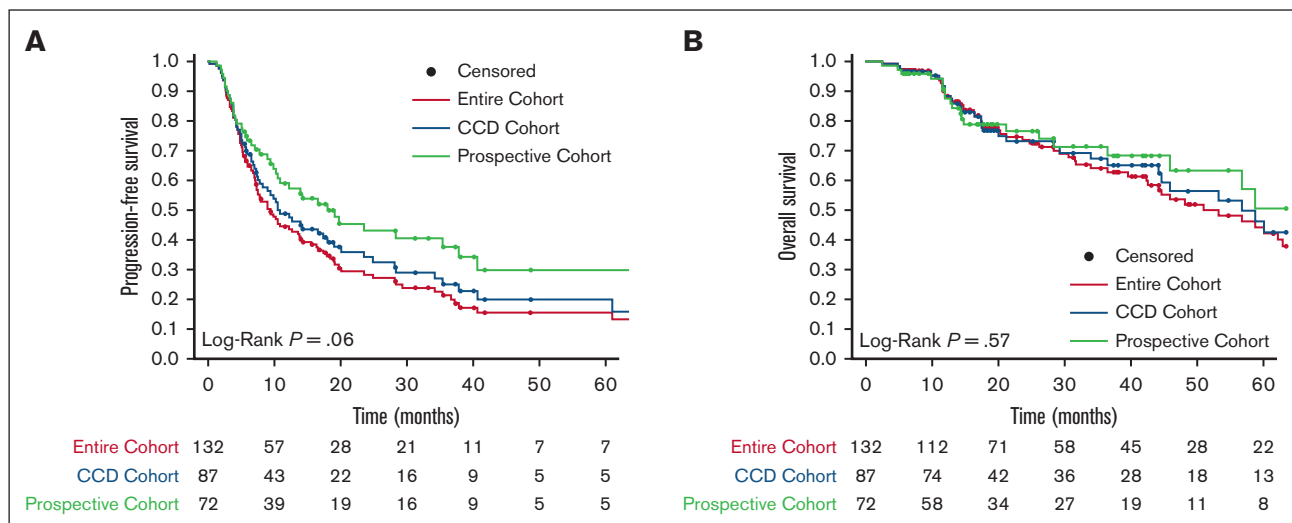 A
Progression-free survival
1.0
0.9
0.8
0.7
0.6
0.5
0.4
0.3
0.2
0.1
0.0
Censored
Entire Cohort
CCD Cohort
Prospective Cohort
Log-Rank P = .06
0 10 20 30 40 50 60
Time (months)
Entire Cohort 132 57 28 21 11 7 7
CCD Cohort 87 43 22 16 9 5 5
Prospective Cohort 72 39 19 16 9 5 5
B
Overall survival
1.0
0.9
0.8
0.7
0.6
0.5
0.4
0.3
0.2
0.1
0.0
Censored
Entire Cohort
CCD Cohort
Prospective Cohort
Log-Rank P = .57
0 10 20 30 40 50 60
Time (months)
Entire Cohort 132 112 71 58 45 28 22
CCD Cohort 87 74 42 36 28 18 13
Prospective Cohort 72 58 34 27 19 11 8